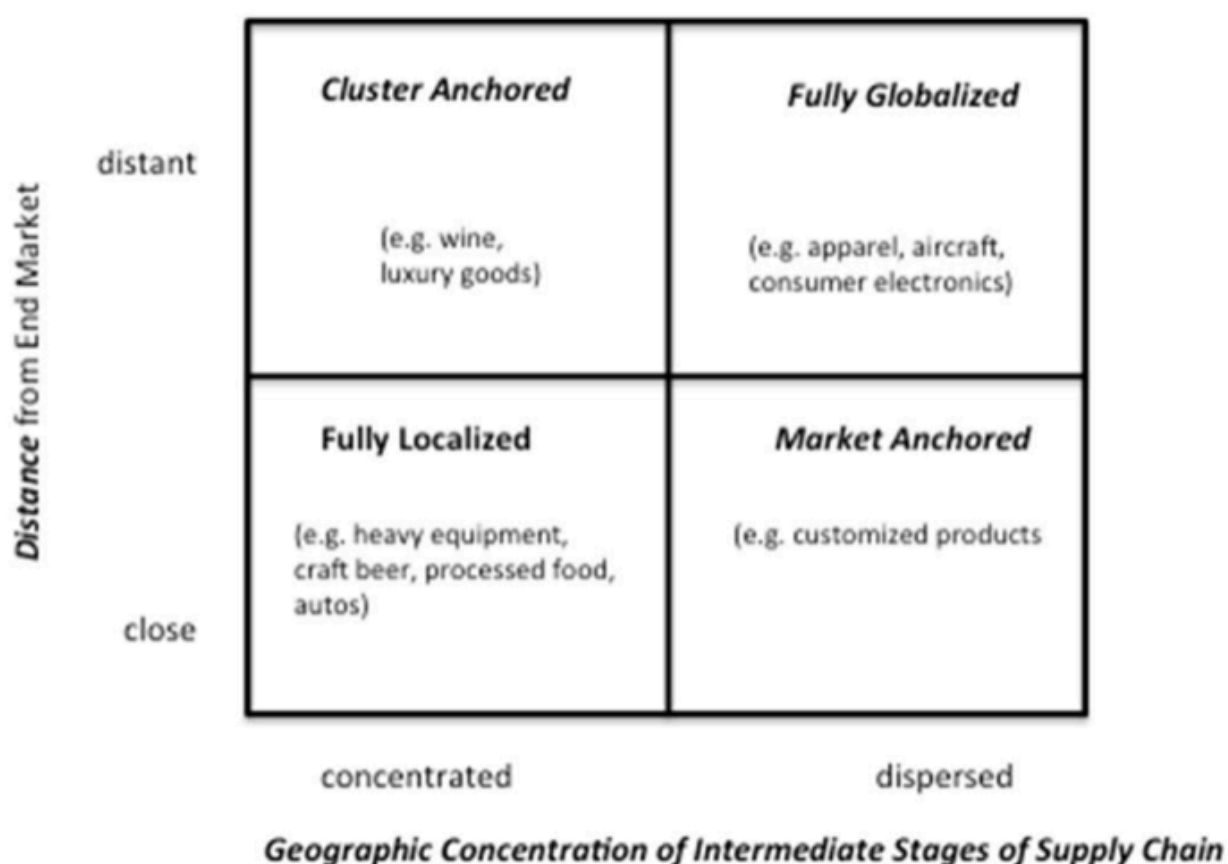 Cluster Anchored
Fully Globalized
distant
(e.g. wine,
luxury goods)
(e.g. apparel, aircraft,
consumer electronics)
Distance from End Market
Fully Localized
Market Anchored
(e.g. heavy equipment,
craft beer, processed food,
autos)
(e.g. customized products
close
concentrated
dispersed
Geographic Concentration of Intermediate Stages of Supply Chain